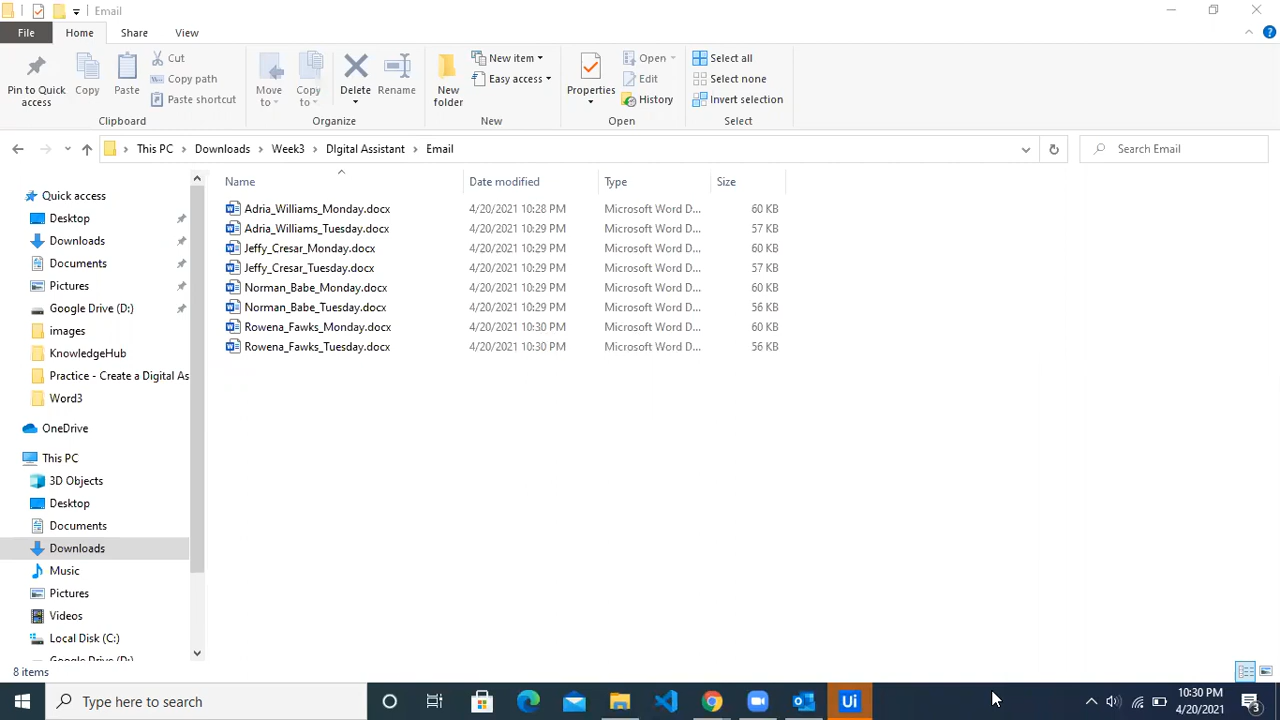 Email
File Home Share View
Pin to Quick access
Copy
Paste
Cut
Copy path
Paste shortcut
Clipboard
Move to
Copy to
Delete
Rename
Organize
New folder
New item
Easy access
New
Properties
Open
Edit
History
Open
Select all
Select none
Invert selection
Select
This PC > Downloads > Week3 > DIgital Assistant > Email
Search Email
Name Date modified Type Size
Adria_Williams_Monday.docx 4/20/2021 10:28 PM Microsoft Word D... 60 KB
Adria_Williams_Tuesday.docx 4/20/2021 10:29 PM Microsoft Word D... 57 KB
Jeffy_Cresar_Monday.docx 4/20/2021 10:29 PM Microsoft Word D... 60 KB
Jeffy_Cresar_Tuesday.docx 4/20/2021 10:29 PM Microsoft Word D... 57 KB
Norman_Babe_Monday.docx 4/20/2021 10:29 PM Microsoft Word D... 60 KB
Norman_Babe_Tuesday.docx 4/20/2021 10:29 PM Microsoft Word D... 56 KB
Rowena_Fawks_Monday.docx 4/20/2021 10:30 PM Microsoft Word D... 60 KB
Rowena_Fawks_Tuesday.docx 4/20/2021 10:30 PM Microsoft Word D... 56 KB
Quick access
Desktop
Downloads
Documents
Pictures
Google Drive (D:)
images
KnowledgeHub
Practice - Create a Digital As
Word3
OneDrive
This PC
3D Objects
Desktop
Documents
Downloads
Music
Pictures
Videos
Local Disk (C:)
Google Drive (D:)
8 items
Type here to search
Ui
10:30 PM
4/20/2021
3